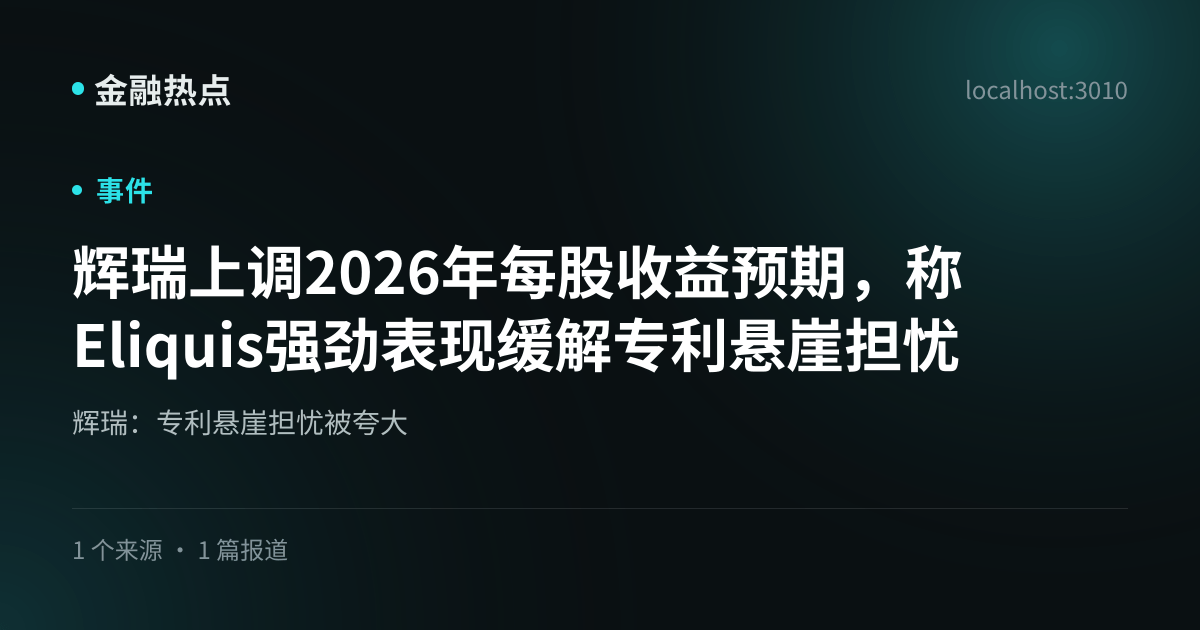 金融热点
localhost:3010
事件
辉瑞上调2026年每股收益预期，称
Eliquis强劲表现缓解专利悬崖担忧
辉瑞：专利悬崖担忧被夸大
1 个来源 · 1 篇报道